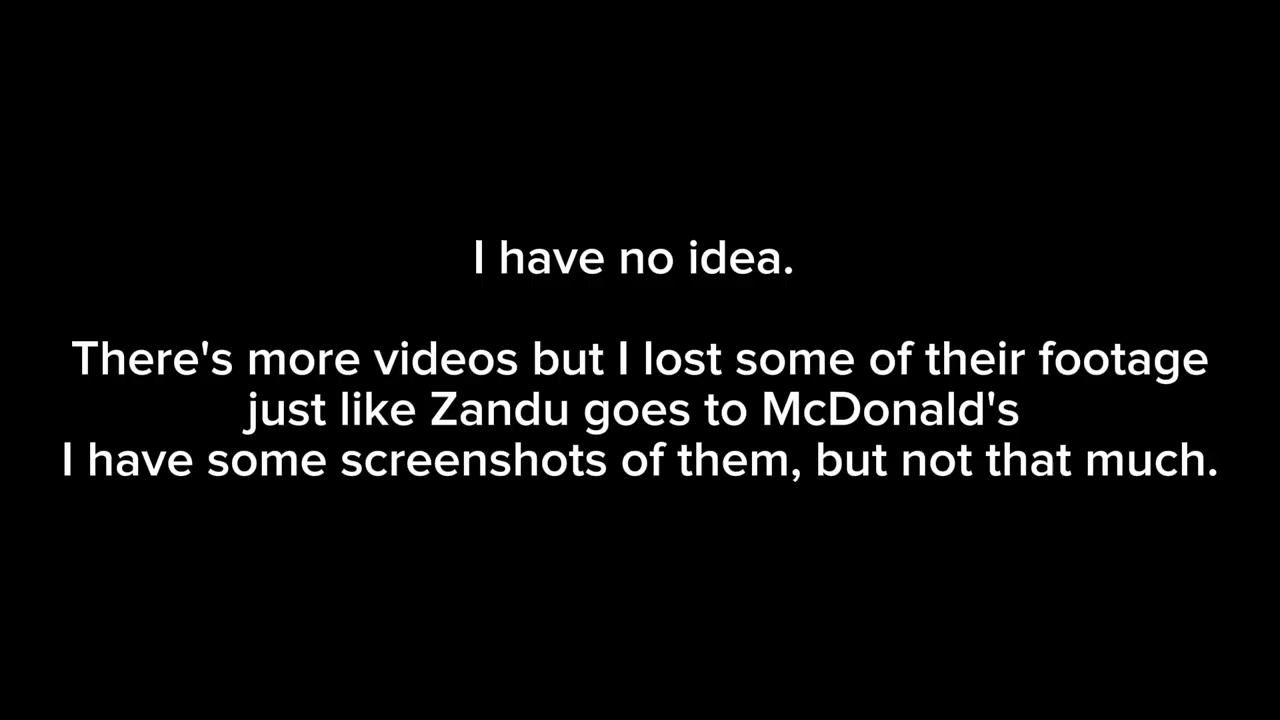 I have no idea.
There's more videos but I lost some of their footage
just like Zandu goes to McDonald's
I have some screenshots of them, but not that much.